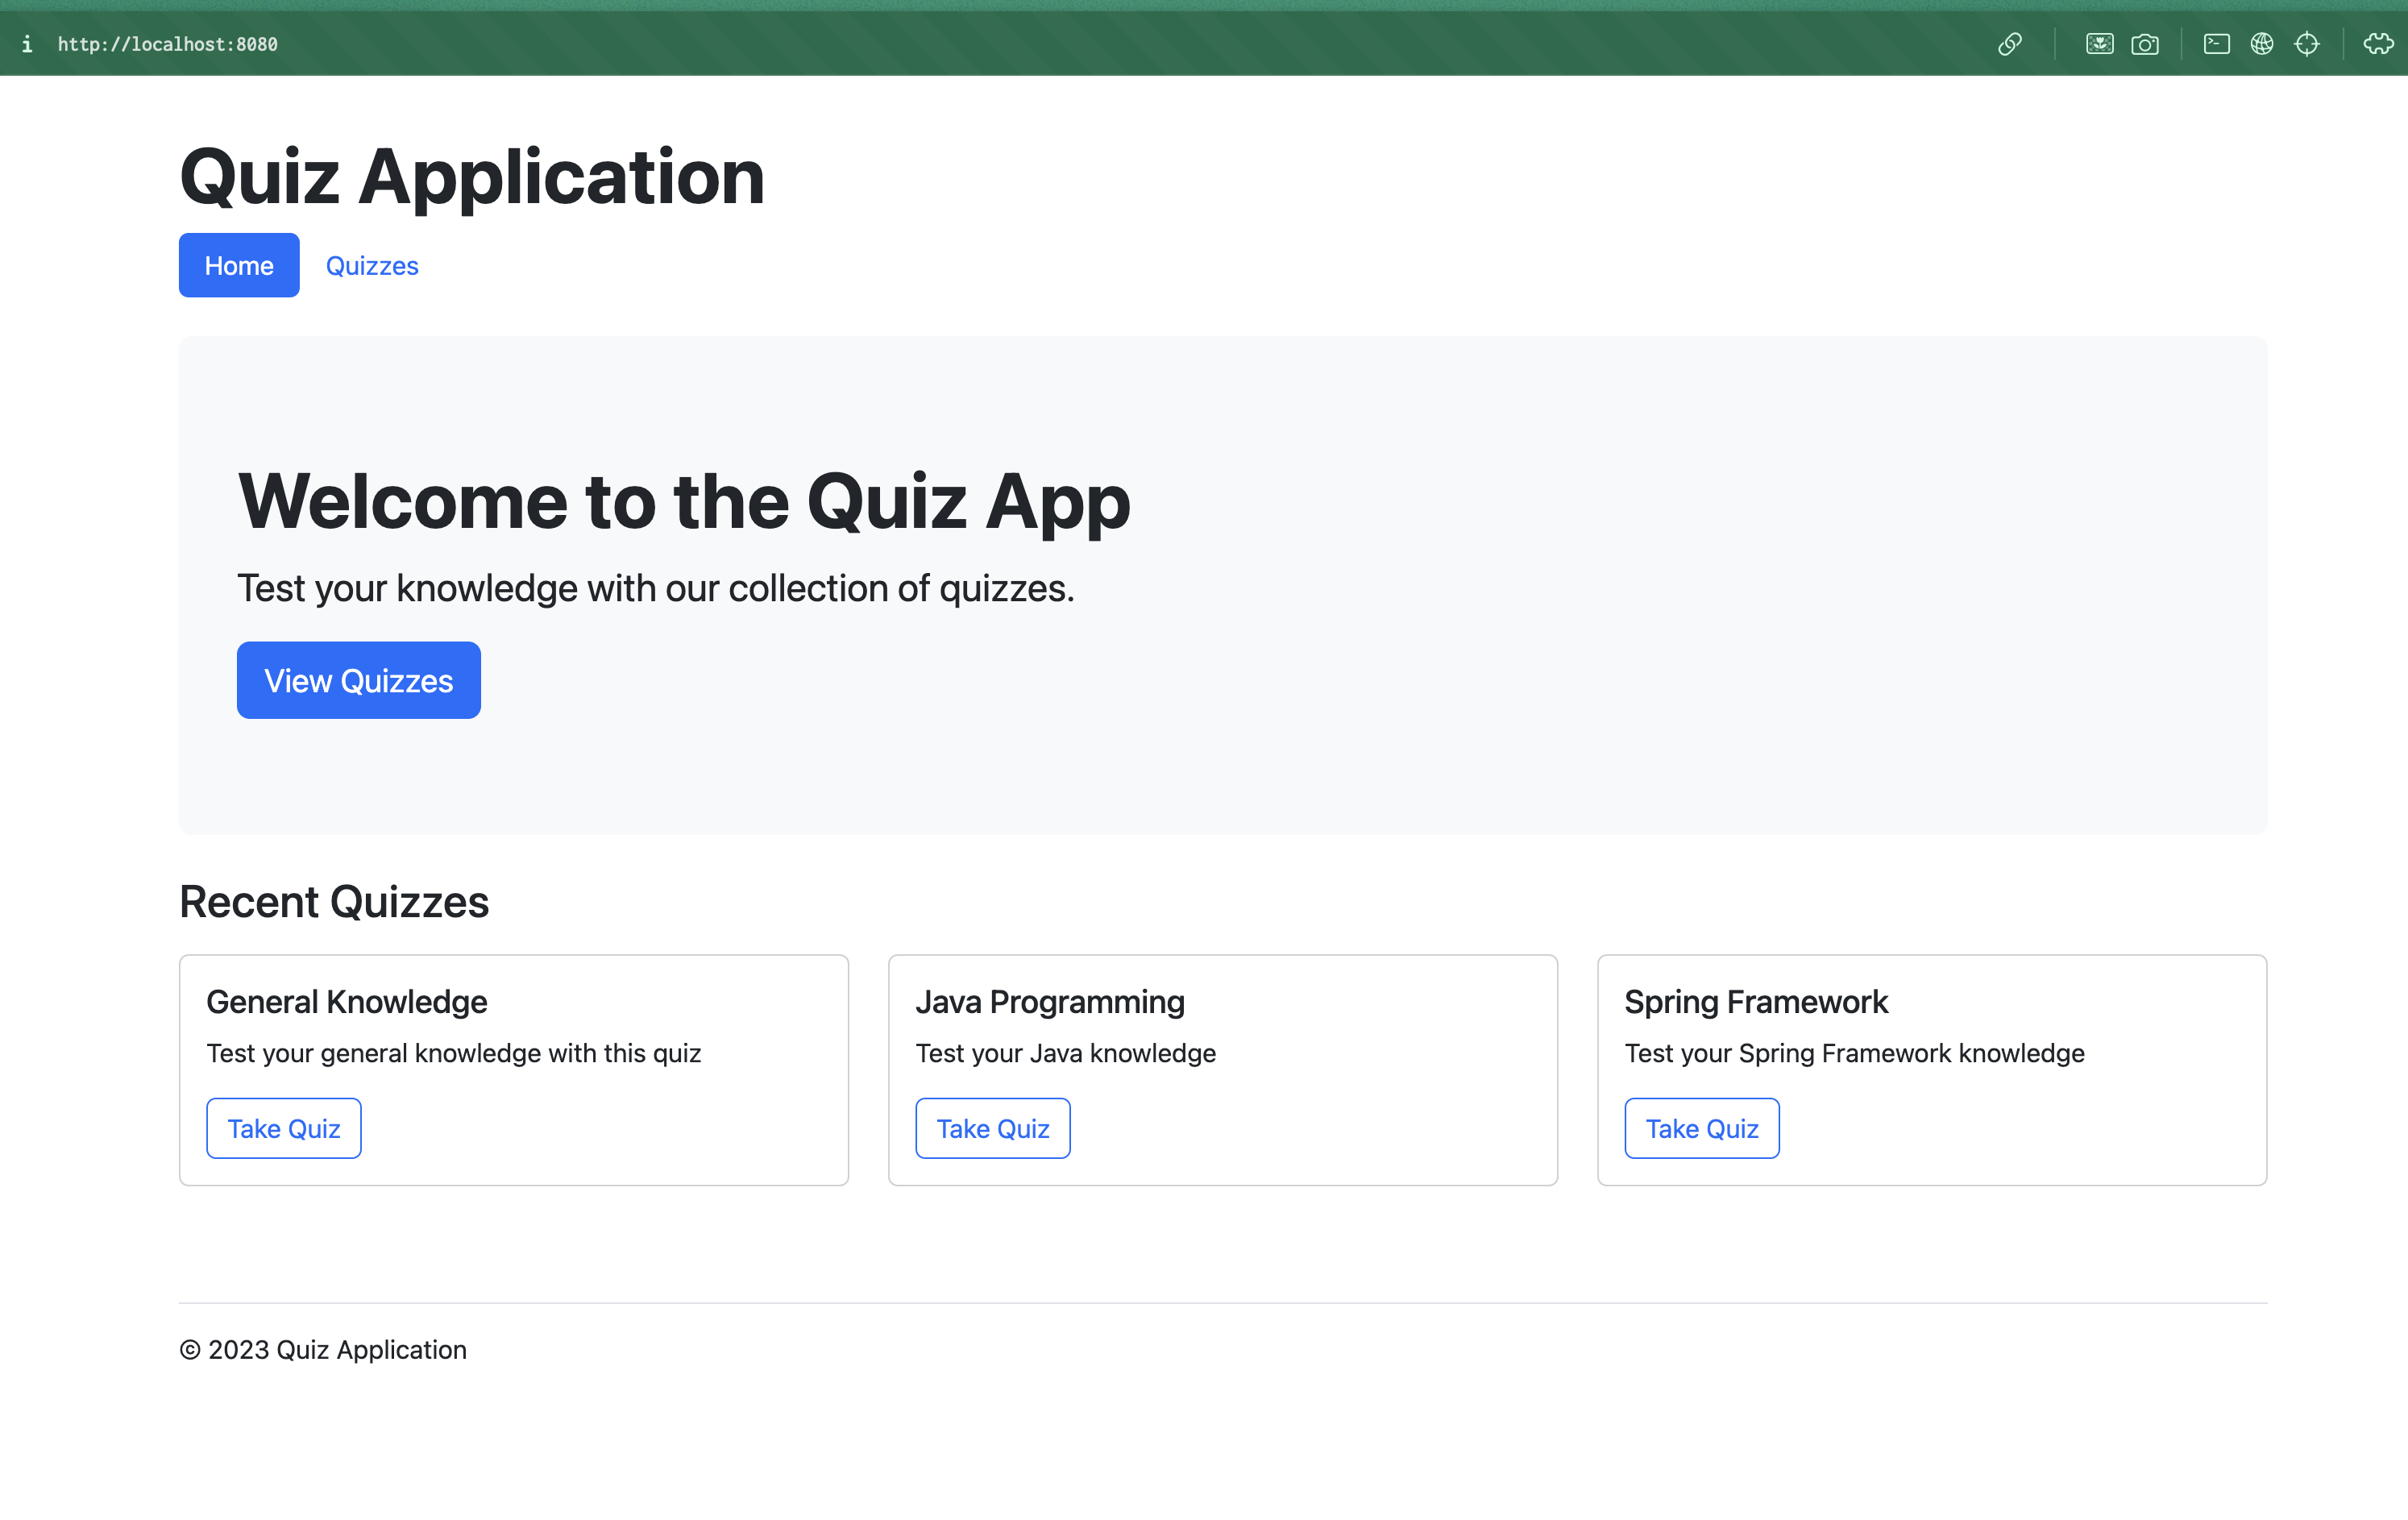 i http://localhost:8080
Quiz Application
Home Quizzes
Welcome to the Quiz App
Test your knowledge with our collection of quizzes.
View Quizzes
Recent Quizzes
General Knowledge
Test your general knowledge with this quiz
Take Quiz
Java Programming
Test your Java knowledge
Take Quiz
Spring Framework
Test your Spring Framework knowledge
Take Quiz
© 2023 Quiz Application